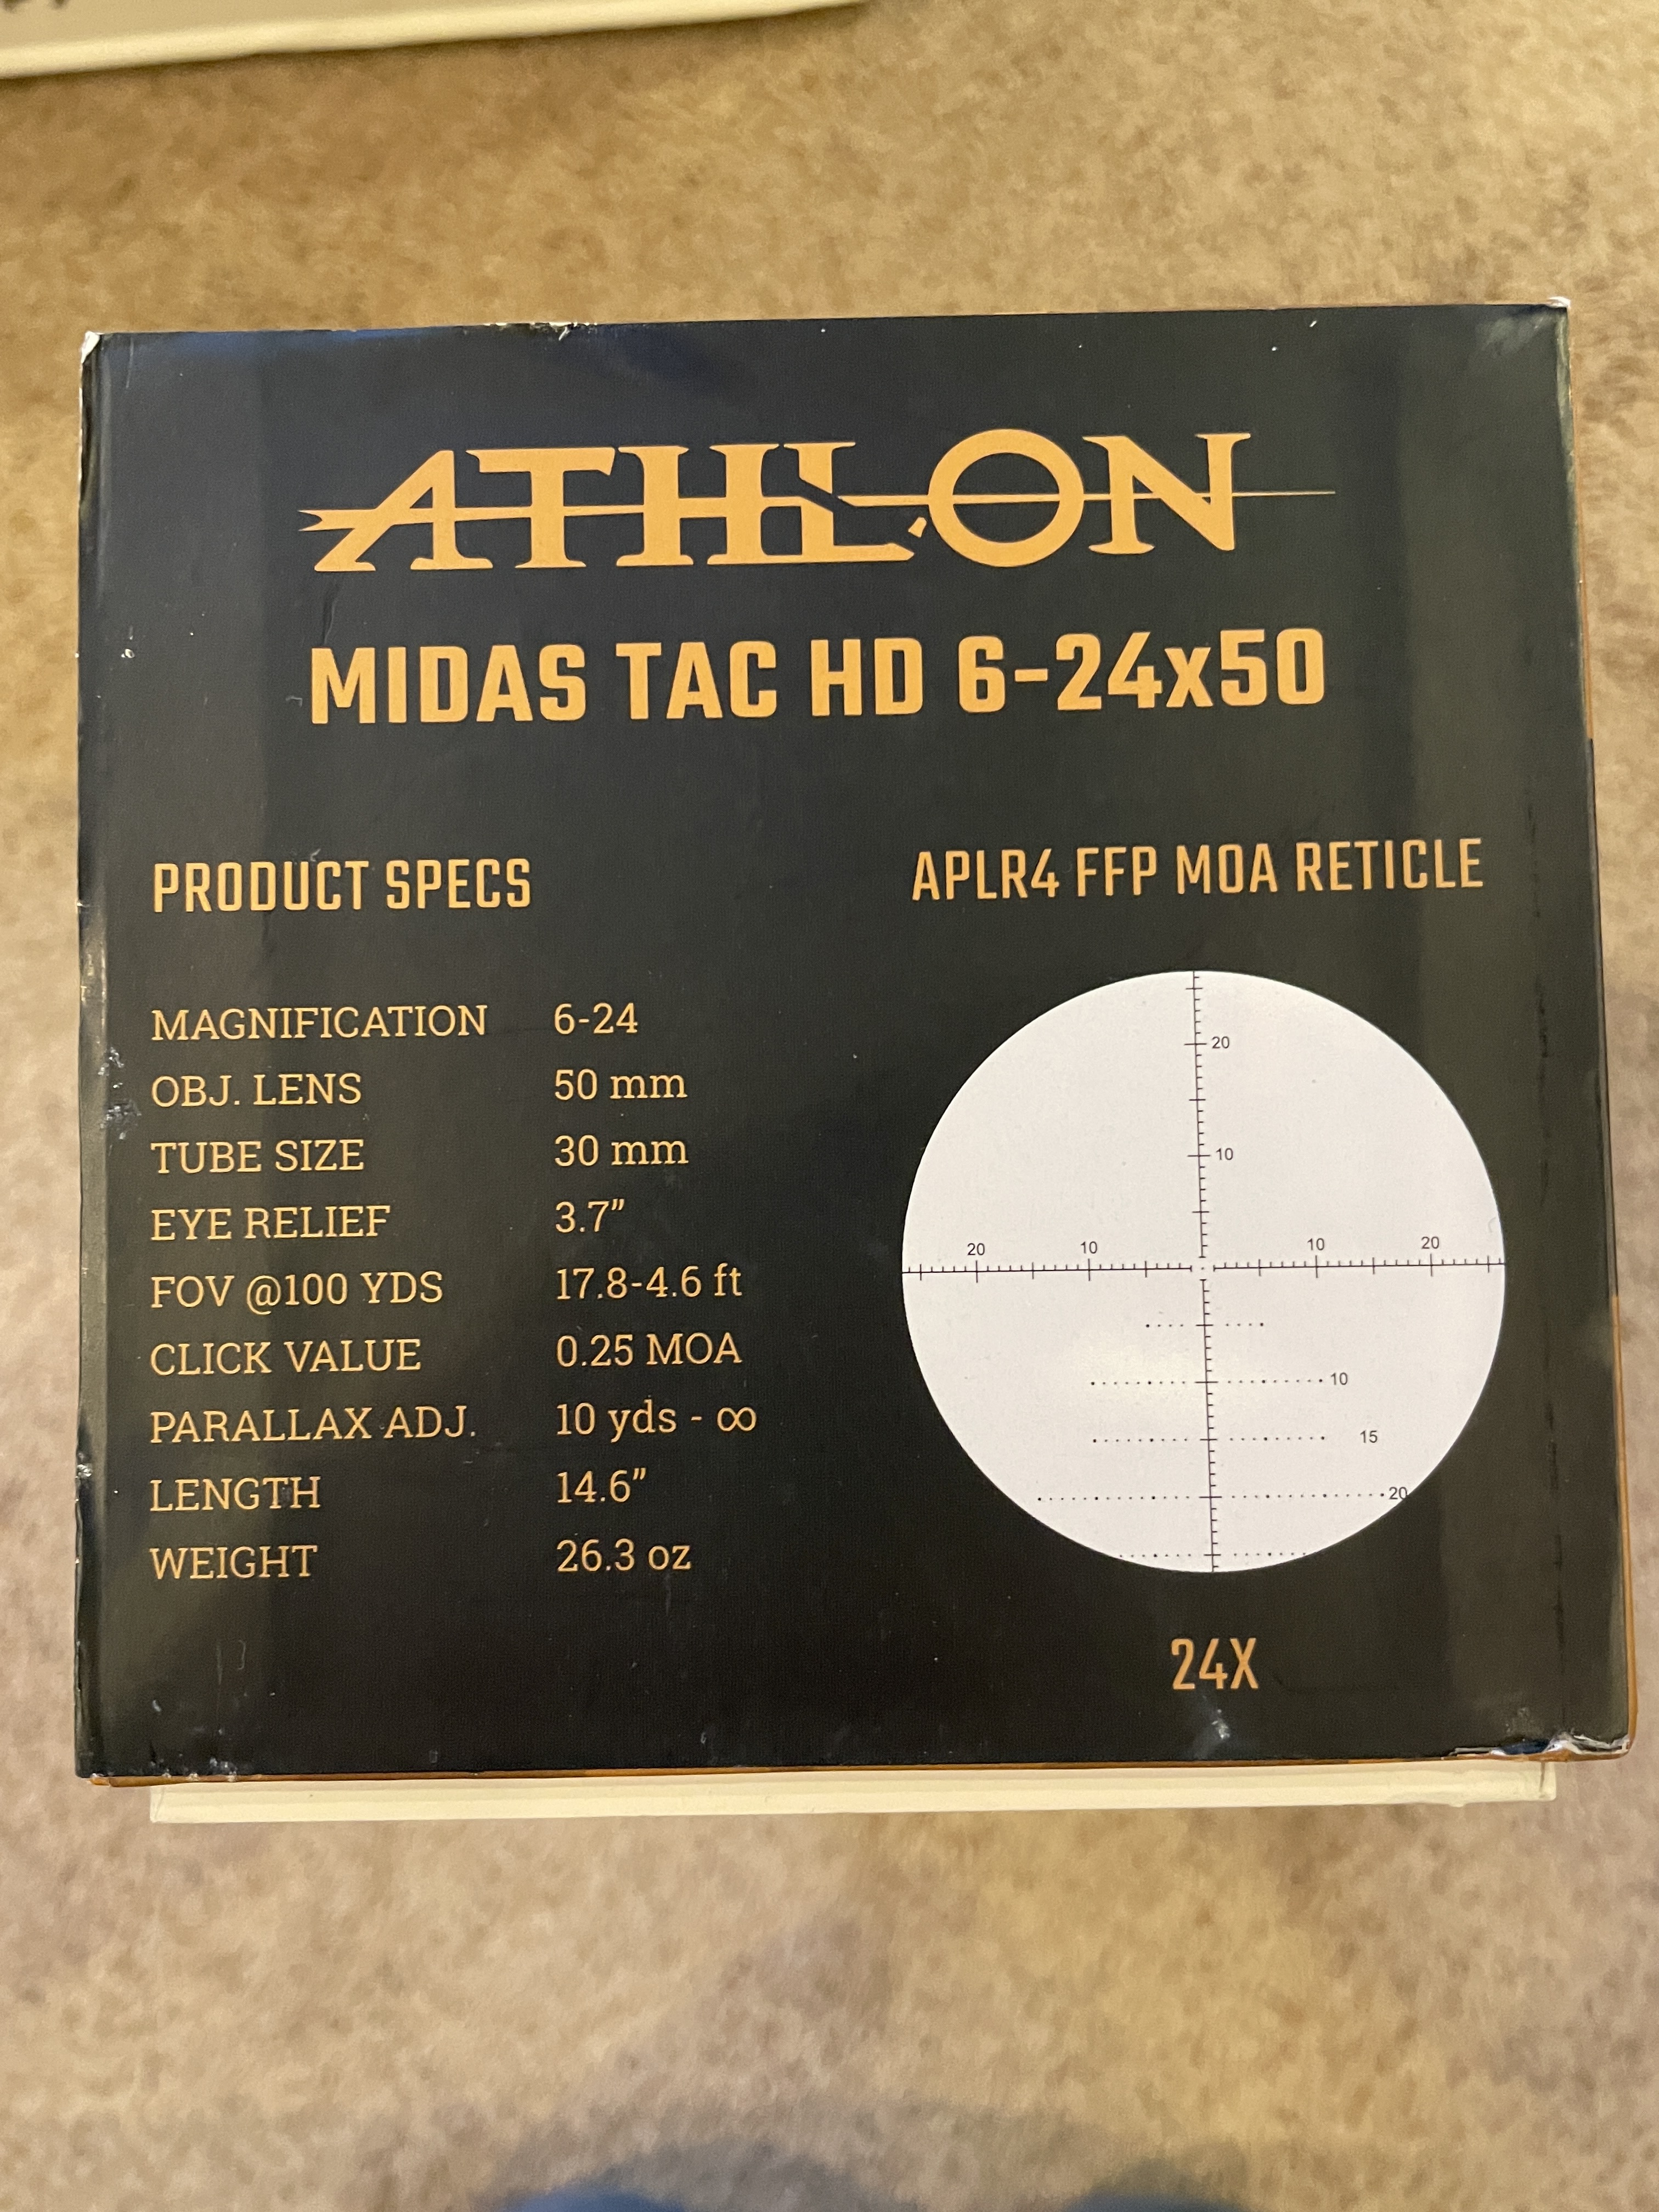 ATHLON
MIDAS TAC HD 6-24x50
PRODUCT SPECS
MAGNIFICATION 6-24
OBJ. LENS 50 mm
TUBE SIZE 30 mm
EYE RELIEF 3.7"
FOV @100 YDS 17.8-4.6 ft
CLICK VALUE 0.25 MOA
PARALLAX ADJ. 10 yds - ∞
LENGTH 14.6"
WEIGHT 26.3 oz
APLR4 FFP MOA RETICLE
20
10
20 10 10 20
10
15
20
24X